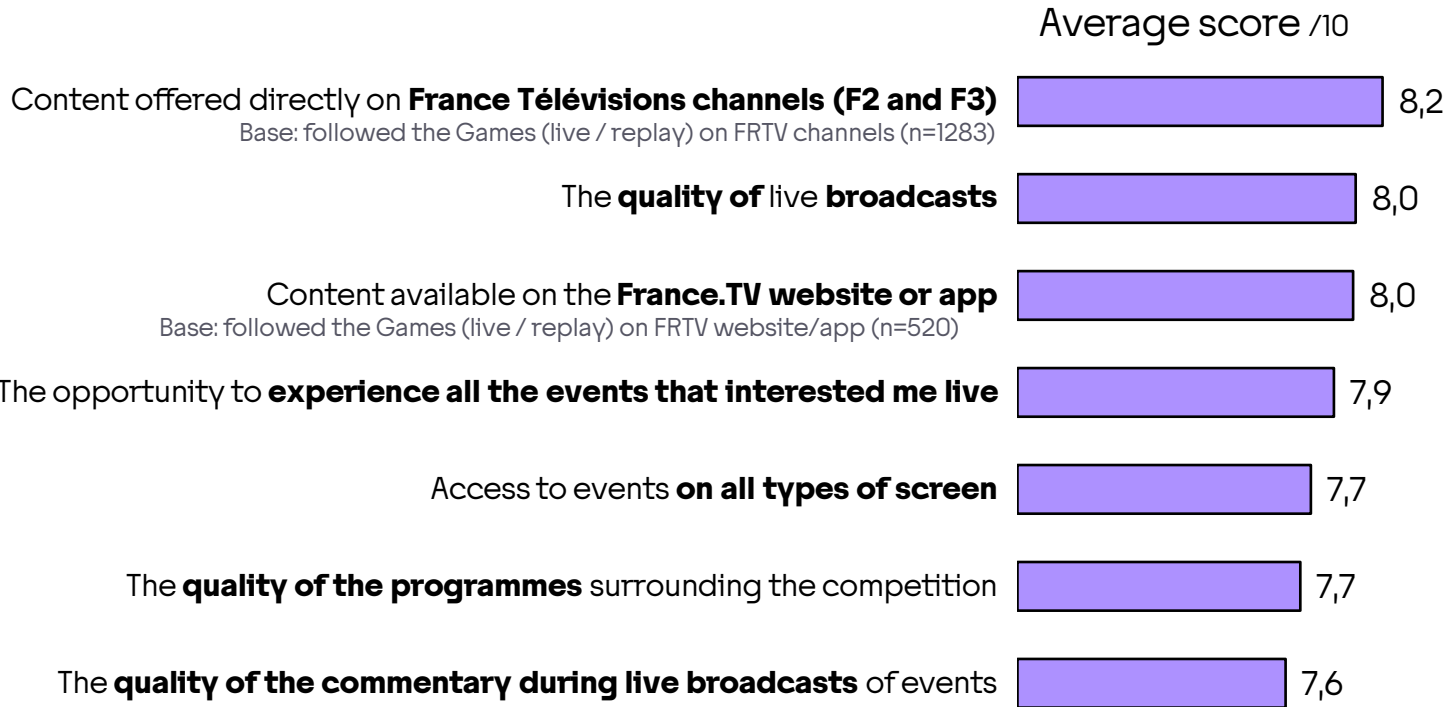 Average score /10
Content offered directly on France Télévisions channels (F2 and F3)
8,2
Base: followed the Games (live / replay) on FRTV channels (n=1283)
The quality of live broadcasts
8,0
Content available on the France.TV website or app
8,0
Base: followed the Games (live / replay) on FRTV website/app (n=520)
The opportunity to experience all the events that interested me live
7,9
Access to events on all types of screen
7,7
The quality of the programmes surrounding the competition
7,7
The quality of the commentary during live broadcasts of events
7,6